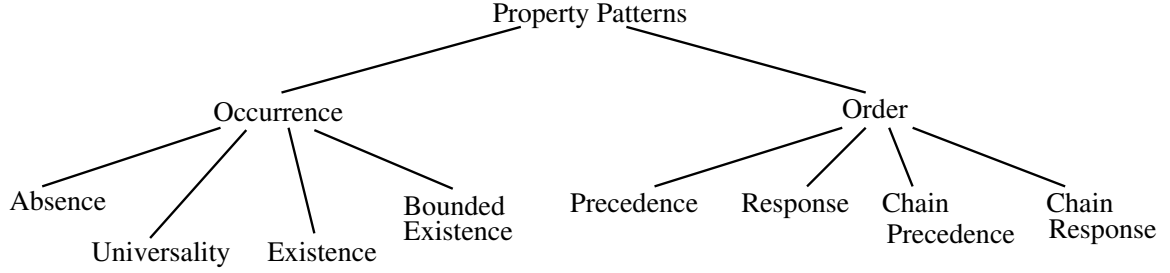 Property Patterns
Occurrence
Order
Absence
Universality
Existence
Bounded
Existence
Precedence
Response
Chain
Precedence
Chain
Response